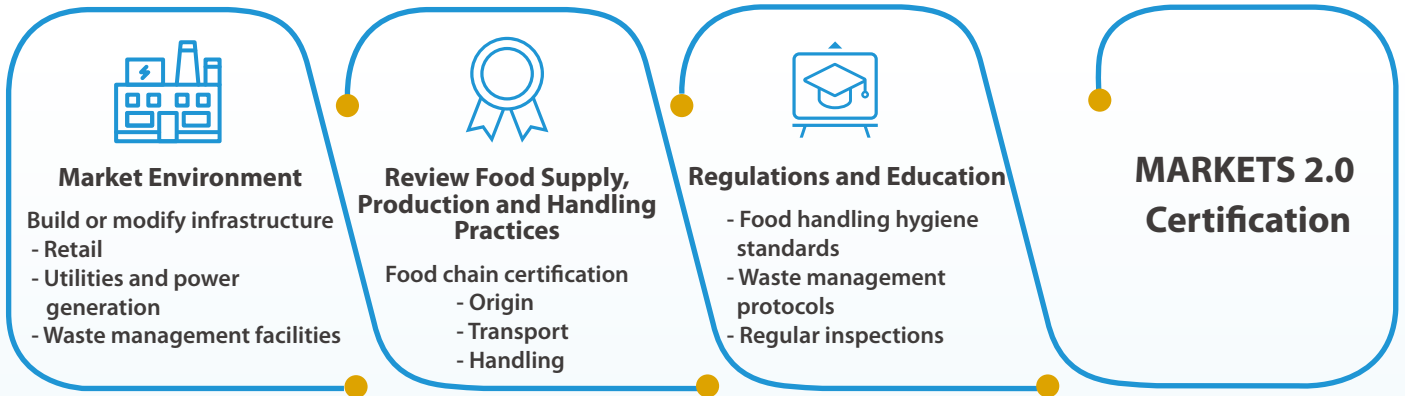 Market Environment
Build or modify infrastructure
- Retail
- Utilities and power
generation
- Waste management facilities
Review Food Supply,
Production and Handling
Practices
Food chain certification
- Origin
- Transport
- Handling
Regulations and Education
- Food handling hygiene
standards
- Waste management
protocols
- Regular inspections
MARKETS 2.0
Certification